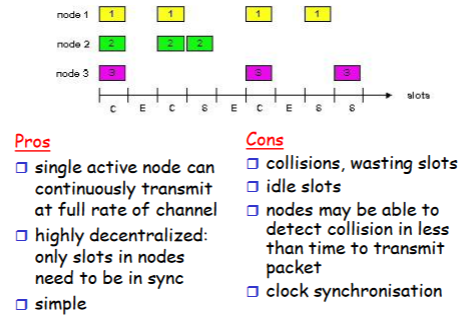 node 1 1 1 1 1
node 2 2 2 2
node 3 3 3 3
slots
C E C S E C E S S
Pros
single active node can
continuously transmit
at full rate of channel
highly decentralized:
only slots in nodes
need to be in sync
simple
Cons
collisions, wasting slots
idle slots
nodes may be able to
detect collision in less
than time to transmit
packet
clock synchronisation